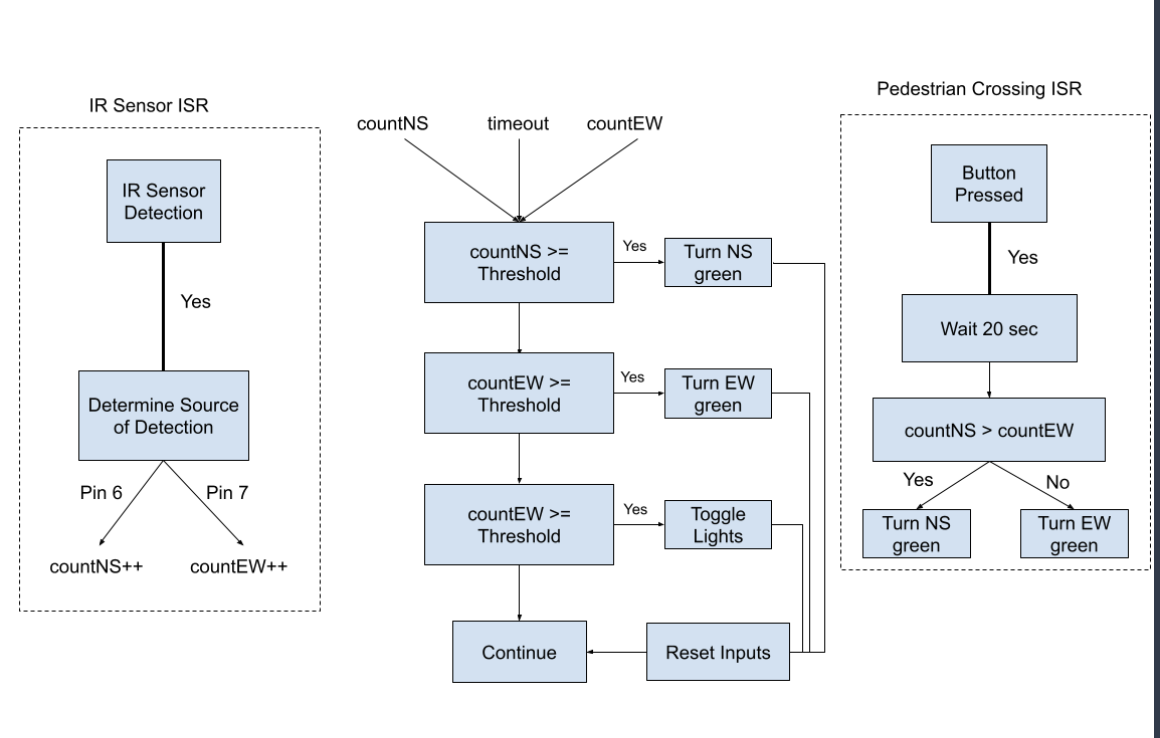 IR Sensor ISR
IR Sensor
Detection
Yes
Determine Source
of Detection
Pin 6
Pin 7
countNS++
countEW++
countNS
timeout
countEW
countNS >=
Threshold
Yes
Turn NS
green
countEW >=
Threshold
Yes
Turn EW
green
countEW >=
Threshold
Yes
Toggle
Lights
Continue
Reset Inputs
Pedestrian Crossing ISR
Button
Pressed
Yes
Wait 20 sec
countNS > countEW
Yes
No
Turn NS
green
Turn EW
green